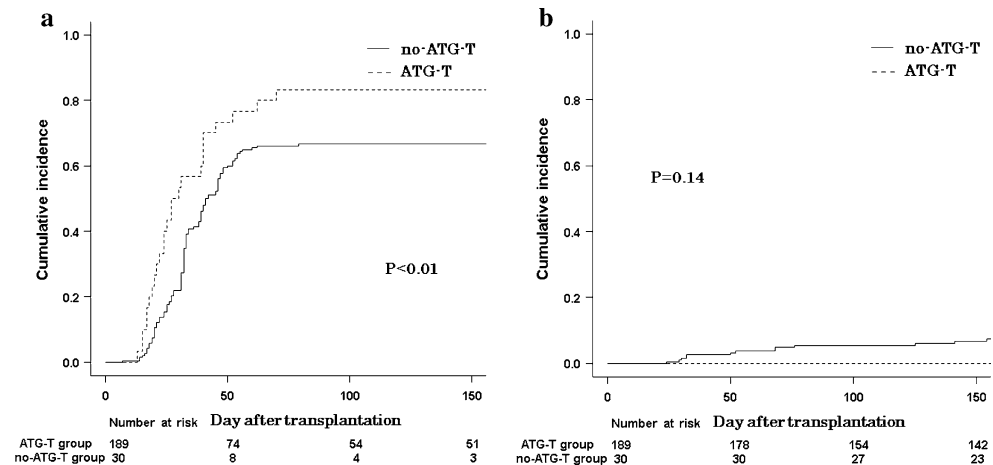 a
1.0
0.8
0.6
0.4
0.2
0.0
Cumulative incidence
no-ATG-T
ATG-T
P<0.01
0 50 100 150
Number at risk Day after transplantation
ATG-T group 189 74 54 51
no-ATG-T group 30 8 4 3
b
1.0
0.8
0.6
0.4
0.2
0.0
Cumulative incidence
no-ATG-T
ATG-T
P=0.14
0 50 100 150
Number at risk Day after transplantation
ATG-T group 189 178 154 142
no-ATG-T group 30 30 27 23